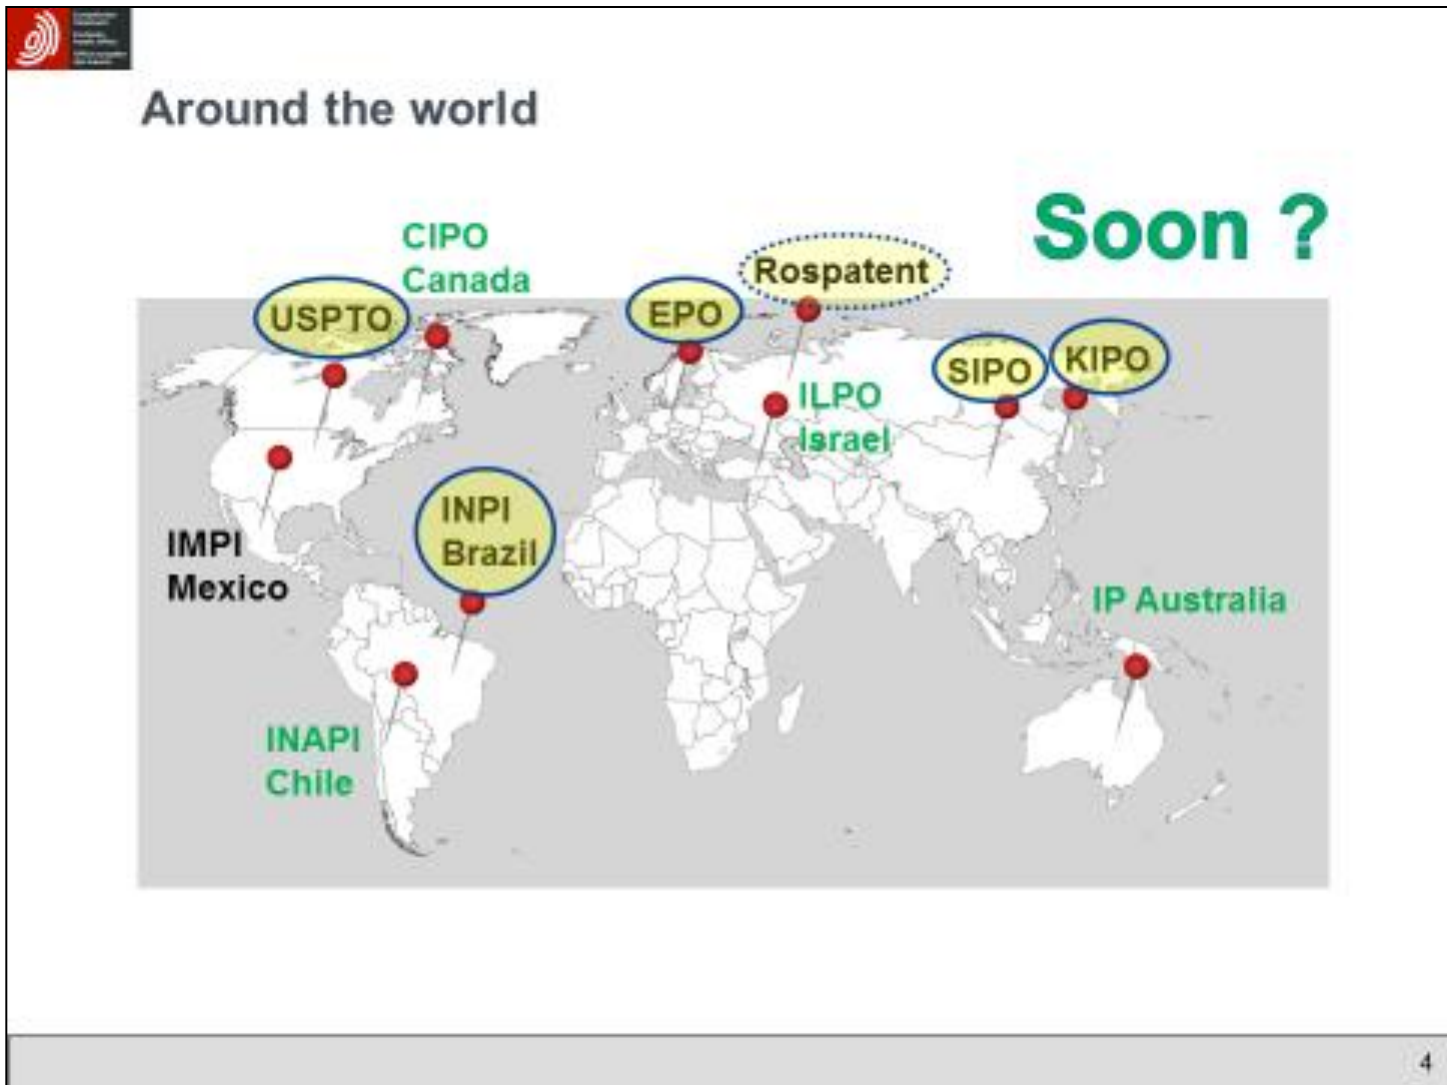 Around the world
Soon ?
CIPO
Canada
Rospatent
USPTO
EPO
SIPO
KIPO
ILPO
Israel
INPI
Brazil
IMPI
Mexico
IP Australia
INAPI
Chile
4